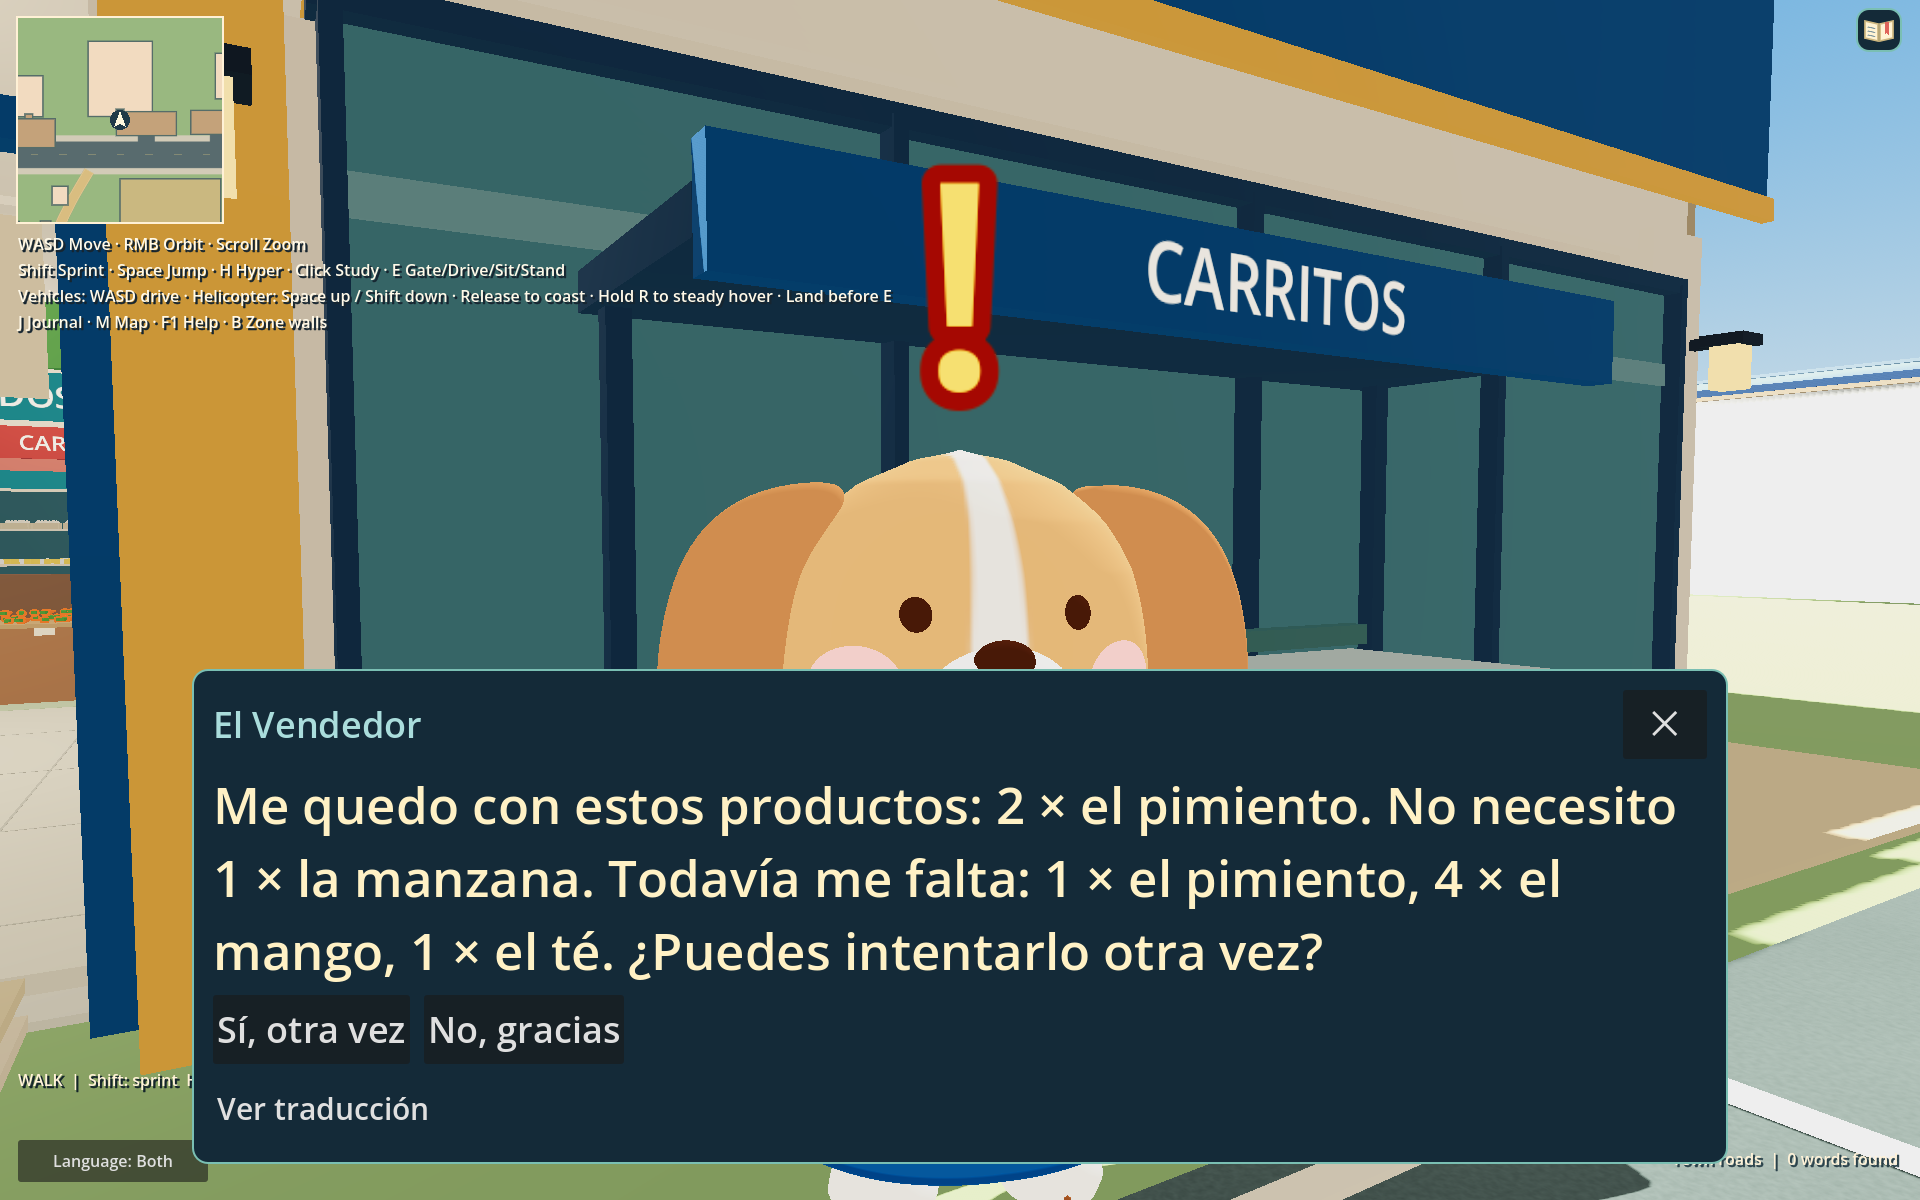 WASD Move · RMB Orbit · Scroll Zoom
Shift Sprint · Space Jump · H Hyper · Click Study · E Gate/Drive/Sit/Stand
Vehicles: WASD drive · Helicopter: Space up / Shift down · Release to coast · Hold R to steady hover · Land before E
J Journal · M Map · F1 Help · B Zone walls
CARRITOS
El Vendedor
Me quedo con estos productos: 2 × el pimiento. No necesito
1 × la manzana. Todavía me falta: 1 × el pimiento, 4 × el
mango, 1 × el té. ¿Puedes intentarlo otra vez?
Sí, otra vez
No, gracias
Ver traducción
WALK | Shift: sprint
Language: Both
roads | 0 words found